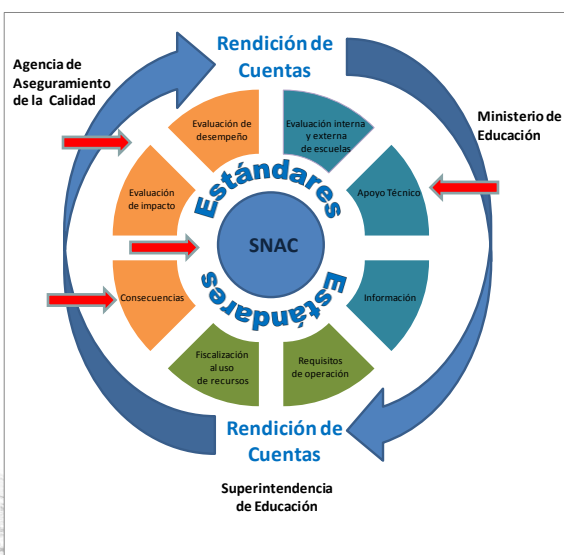 Rendición de
Cuentas
Agencia de
Aseguramiento
de la Calidad
Ministerio de
Educación
Evaluación de
desempeño
Evaluación interna
y externa
de escuelas
Evaluación
de impacto
Apoyo Técnico
Estándares
SNAC
Estándares
Consecuencias
Información
Fiscalización
al uso
de recursos
Requisitos
de operación
Rendición de
Cuentas
Superintendencia
de Educación